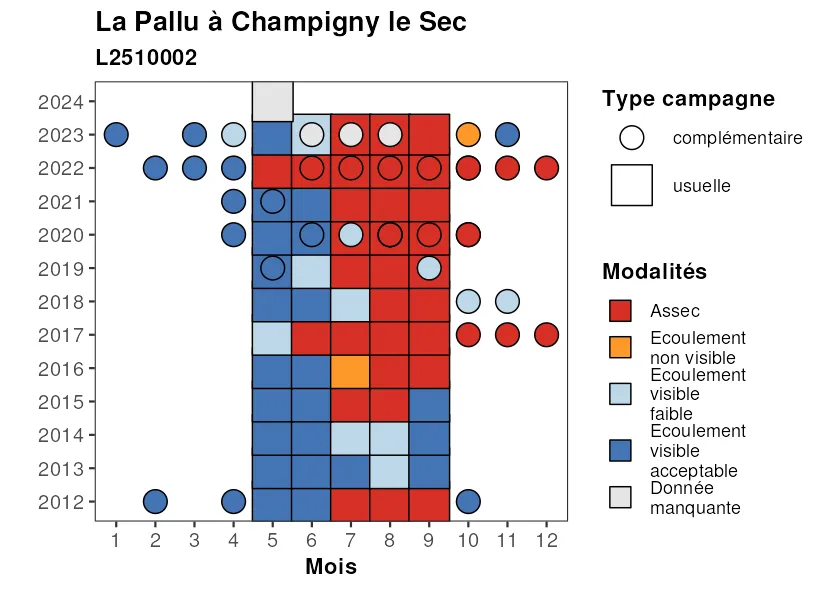 La Pallu à Champigny le Sec
L2510002
2024
2023
2022
2021
2020
2019
2018
2017
2016
2015
2014
2013
2012
1 2 3 4 5 6 7 8 9 10 11 12
Mois
Type campagne
complémentaire
usuelle
Modalités
Assec
Ecoulement
non visible
Ecoulement
visible
faible
Ecoulement
visible
acceptable
Donnée
manquante